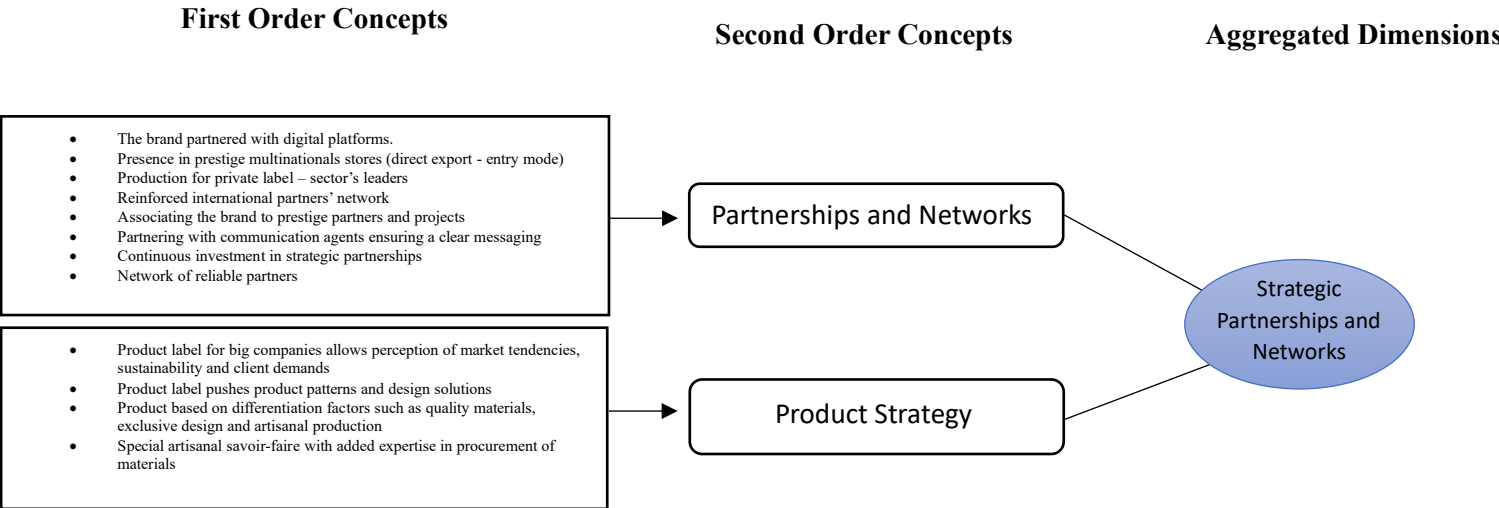 First Order Concepts
Second Order Concepts
Aggregated Dimensions
• The brand partnered with digital platforms.
• Presence in prestige multinationals stores (direct export - entry mode)
• Production for private label – sector’s leaders
• Reinforced international partners’ network
• Associating the brand to prestige partners and projects
• Partnering with communication agents ensuring a clear messaging
• Continuous investment in strategic partnerships
• Network of reliable partners
Partnerships and Networks
• Product label for big companies allows perception of market tendencies,
sustainability and client demands
• Product label pushes product patterns and design solutions
• Product based on differentiation factors such as quality materials,
exclusive design and artisanal production
• Special artisanal savoir-faire with added expertise in procurement of
materials
Product Strategy
Strategic
Partnerships and
Networks